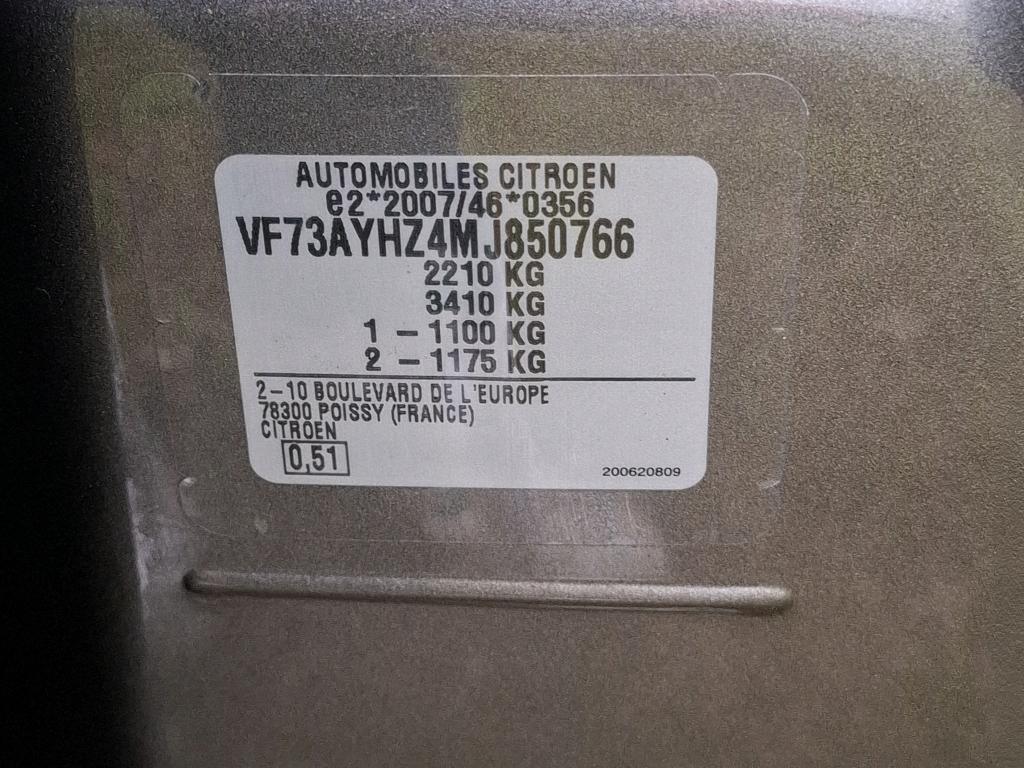 AUTOMOBILES CITROEN
e2*2007/46*0356
VF73AYHZ4MJ850766
2210 KG
3410 KG
1 – 1100 KG
2 – 1175 KG
2–10 BOULEVARD DE L'EUROPE
78300 POISSY (FRANCE)
CITROEN
0,51
200620809